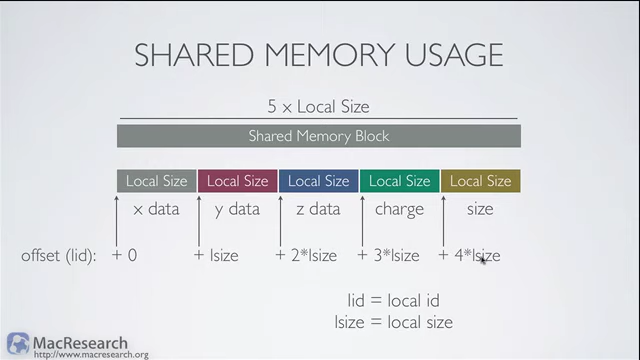 SHARED MEMORY USAGE
5 x Local Size
Shared Memory Block
Local Size Local Size Local Size Local Size Local Size
x data y data z data charge size
offset (lid): + 0 + lsize + 2*lsize + 3*lsize + 4*lsize
lid = local id
lsize = local size
MacResearch
http://www.macresearch.org